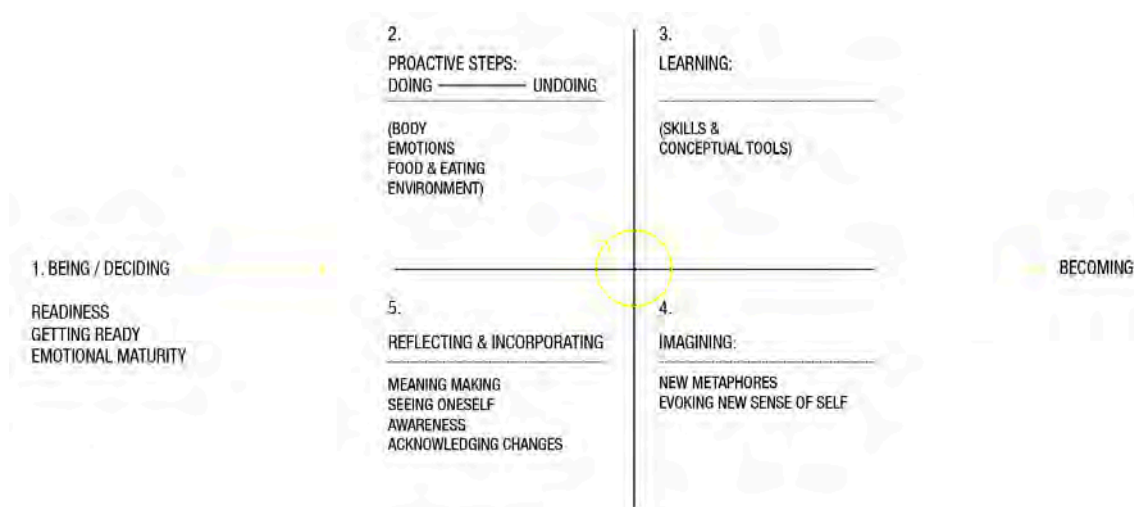 1. BEING / DECIDING
READINESS
GETTING READY
EMOTIONAL MATURITY
2.
PROACTIVE STEPS:
DOING UNDOING
(BODY
EMOTIONS
FOOD & EATING
ENVIRONMENT)
3.
LEARNING:
(SKILLS &
CONCEPTUAL TOOLS)
4.
IMAGINING:
NEW METAPHORES
EVOKING NEW SENSE OF SELF
5.
REFLECTING & INCORPORATING
MEANING MAKING
SEEING ONESELF
AWARENESS
ACKNOWLEDGING CHANGES
BECOMING